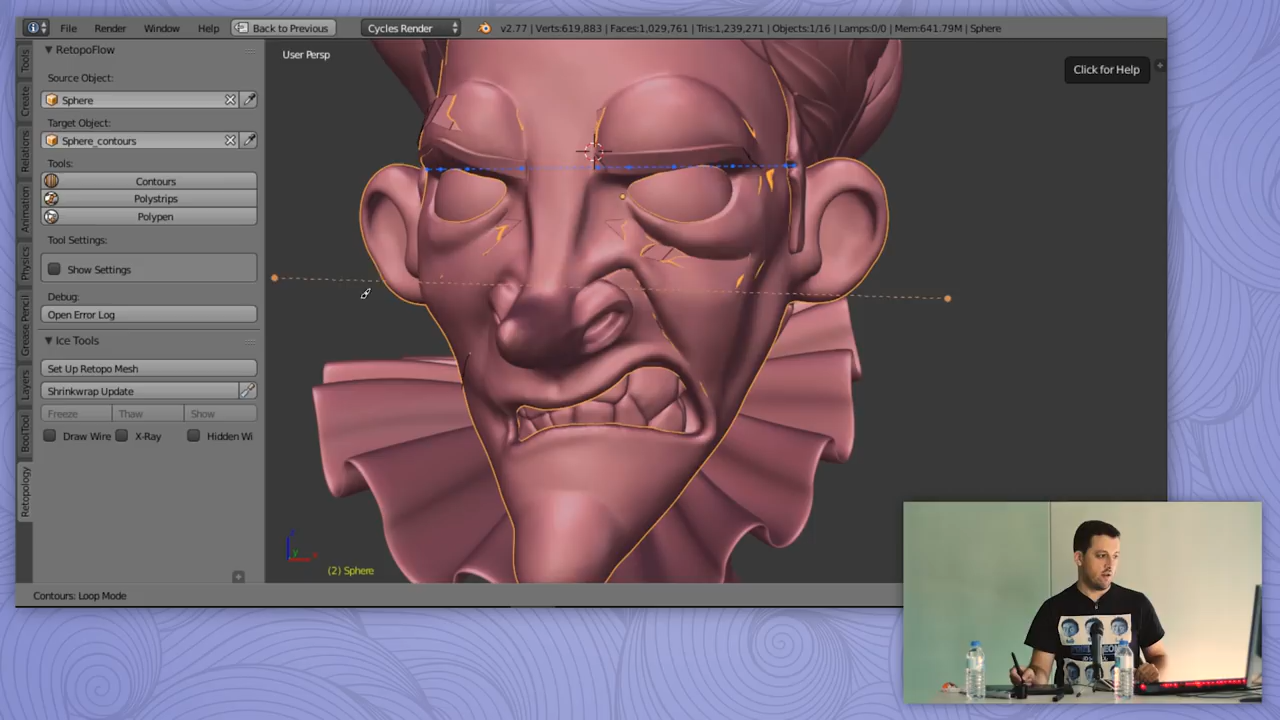 File Render Window Help Back to Previous Cycles Render v2.77 | Verts:619,883 | Faces:1,029,761 | Tris:1,239,271 | Objects:1/16 | Lamps:0/0 | Mem:641.79M | Sphere
RetopoFlow
Source Object:
Sphere
Target Object:
Sphere_contours
Tools:
Contours
Polystrips
Polypen
Tool Settings:
Show Settings
Debug:
Open Error Log
Ice Tools
Set Up Retopo Mesh
Shrinkwrap Update
Freeze Thaw Show
Draw Wire X-Ray Hidden Wi
Tools
Create
Relations
Animation
Physics
Grease Pencil
Layers
BoolTool
Retopology
User Persp
Click for Help
(2) Sphere
Contours: Loop Mode